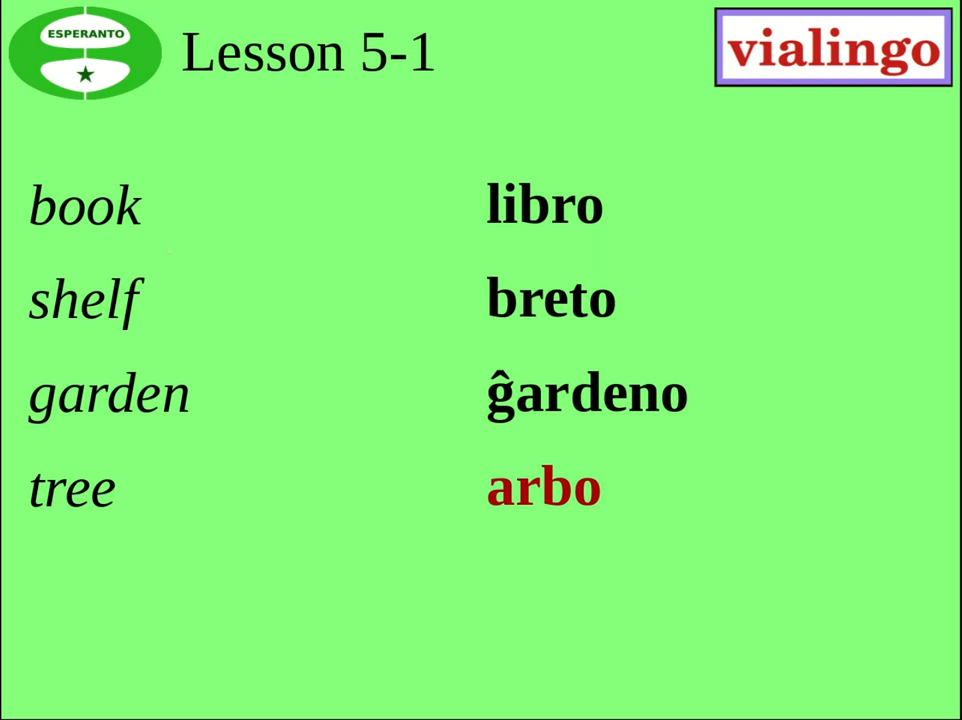 ESPERANTO
Lesson 5-1
vialingo
book libro
shelf breto
garden ĝardeno
tree arbo